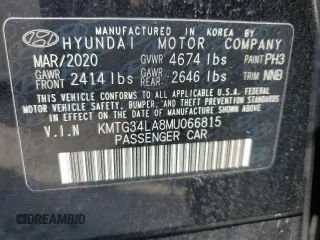 MANUFACTURED IN KOREA BY
HYUNDAI MOTOR COMPANY
MAR/2020 GVWR 4674 lbs PAINT PH3
GAWR FRONT 2414 lbs GAWR REAR 2646 lbs TRIM NNB
THIS VEHICLE CONFORMS TO ALL APPLICABLE U.S. FEDERAL MOTOR
VEHICLE SAFETY, BUMPER, AND THEFT PREVENTION STANDARDS
IN EFFECT ON THE DATE OF MANUFACTURE SHOWN ABOVE.
V.I.N KMTG34LA8MU066815
PASSENGER CAR
© DREAMBID